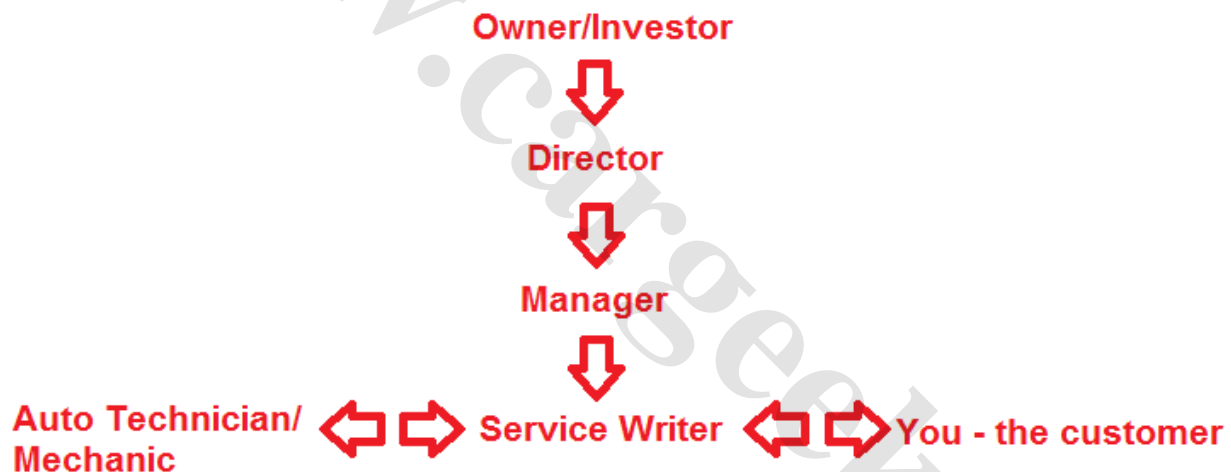 Owner/Investor
Director
Manager
Auto Technician/
Mechanic
Service Writer
You - the customer